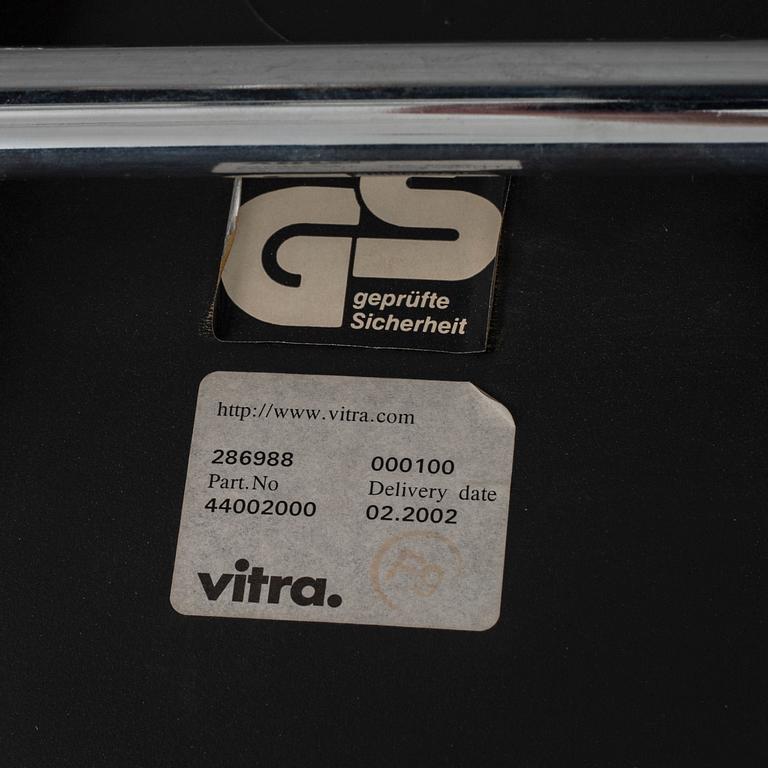 GS
geprüfte
Sicherheit
http://www.vitra.com
286988 000100
Part.No Delivery date
44002000 02.2002
vitra.